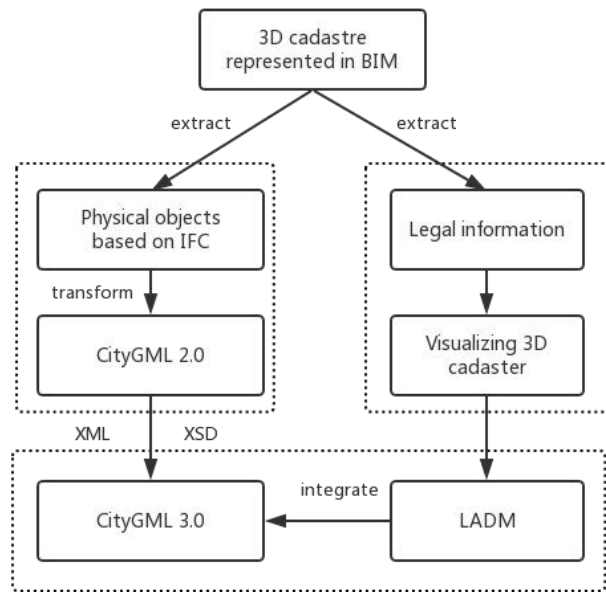 3D cadastre
represented in BIM
extract
extract
Physical objects
based on IFC
Legal information
transform
CityGML 2.0
Visualizing 3D
cadaster
XML
XSD
CityGML 3.0
integrate
LADM